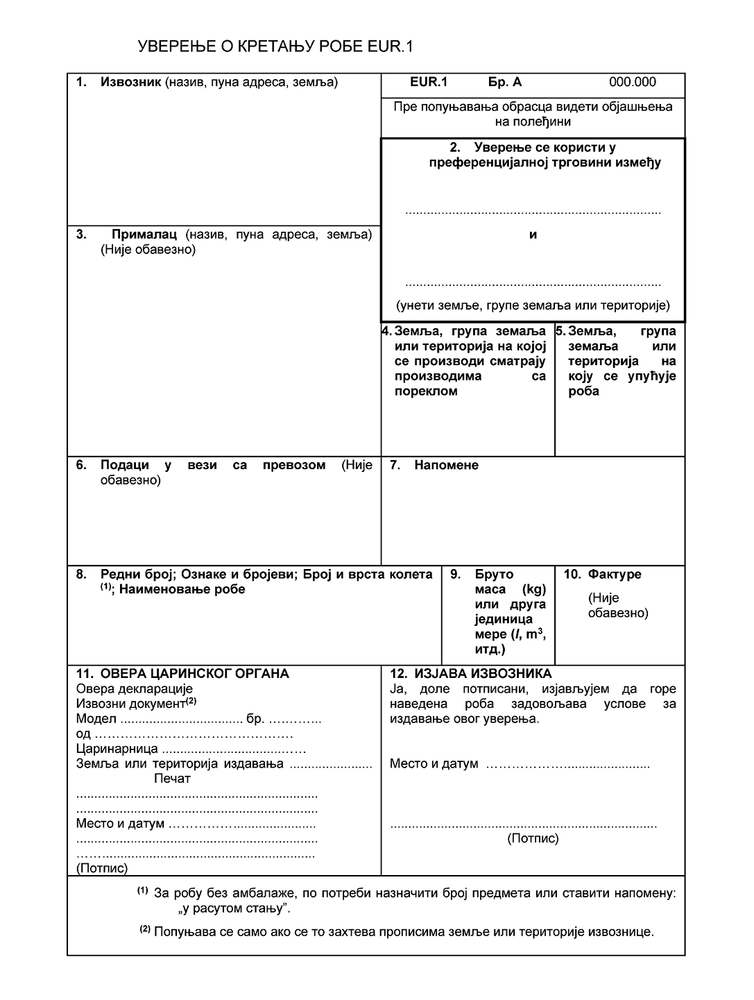 УВЕРЕЊЕ О КРЕТАЊУ РОБЕ EUR.1
1. Извозник (назив, пуна адреса, земља)
EUR.1 Бр. А 000.000
Пре попуњавања обрасца видети објашњења
на полеђини
2. Уверење се користи у
преференцијалној трговини између
......................................................................
и
......................................................................
(унети земље, групе земаља или територије)
3. Прималац (назив, пуна адреса, земља)
(Није обавезно)
4. Земља, група земаља
или територија на којој
се производи сматрају
производима са
пореклом
5. Земља, група
земаља или
територија на
коју се упућује
роба
6. Подаци у вези са превозом (Није
обавезно)
7. Напомене
8. Редни број; Ознаке и бројеви; Број и врста колета
(1); Наименовање робе
9. Бруто
маса (kg)
или друга
јединица
мере (l, m³,
итд.)
10. Фактуре
(Није
обавезно)
11. ОВЕРА ЦАРИНСКОГ ОРГАНА
Овера декларације
Извозни документ(2)
Модел .................................. бр. ….……...
од …………………………………….
Царинарница ..................................……
Земља или територија издавања .......................
Печат
...................................................................
...................................................................
Место и датум ………………......................
...................................................................
……...........................................................
(Потпис)
12. ИЗЈАВА ИЗВОЗНИКА
Ја, доле потписани, изјављујем да горе
наведена роба задовољава услове за
издавање овог уверења.
Место и датум ………………........................
..........................................................................
(Потпис)
(1) За робу без амбалаже, по потреби назначити број предмета или ставити напомену:
„у расутом стању”.
(2) Попуњава се само ако се то захтева прописима земље или територије извознице.